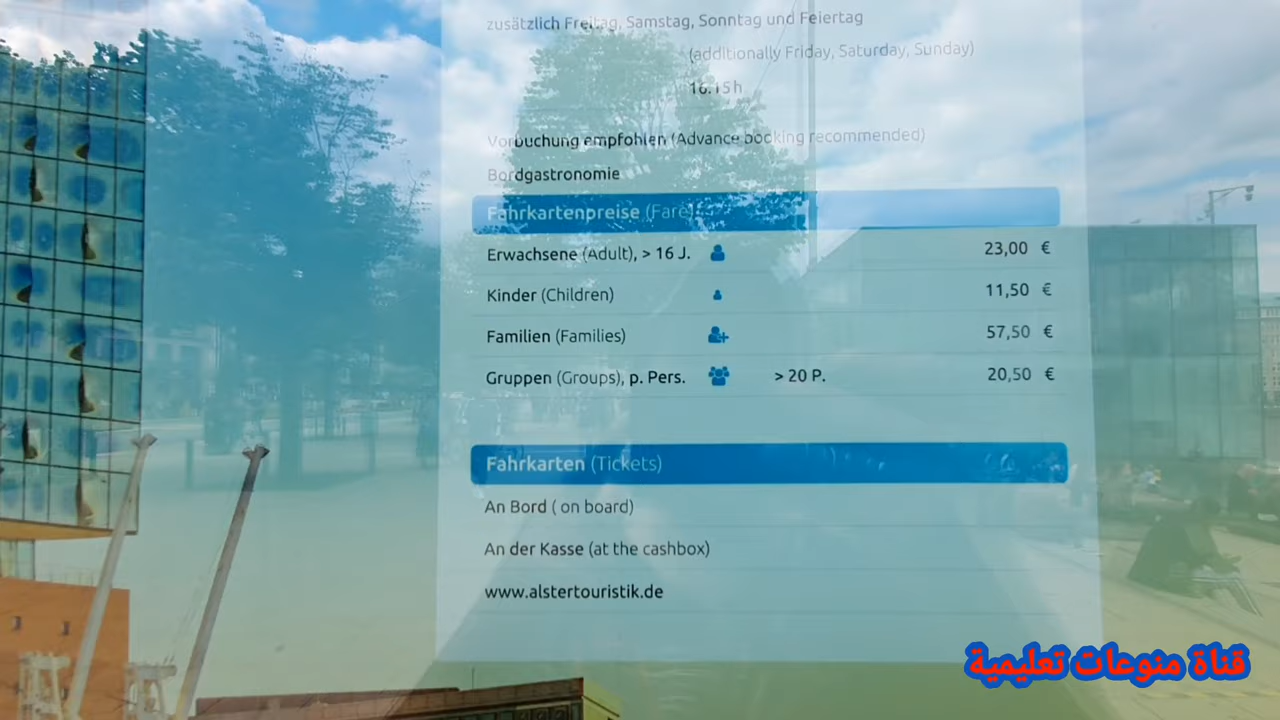 zusätzlich Freitag, Samstag, Sonntag und Feiertag
(additionally Friday, Saturday, Sunday)
16.15 h
Vorbuchung empfohlen (Advance booking recommended)
Bordgastronomie
Fahrkartenpreise (Fare)
Erwachsene (Adult), > 16 J. 23,00 €
Kinder (Children) 11,50 €
Familien (Families) 57,50 €
Gruppen (Groups), p. Pers. > 20 P. 20,50 €
Fahrkarten (Tickets)
An Bord ( on board)
An der Kasse (at the cashbox)
www.alstertouristik.de
قناة منوعات تعليمية